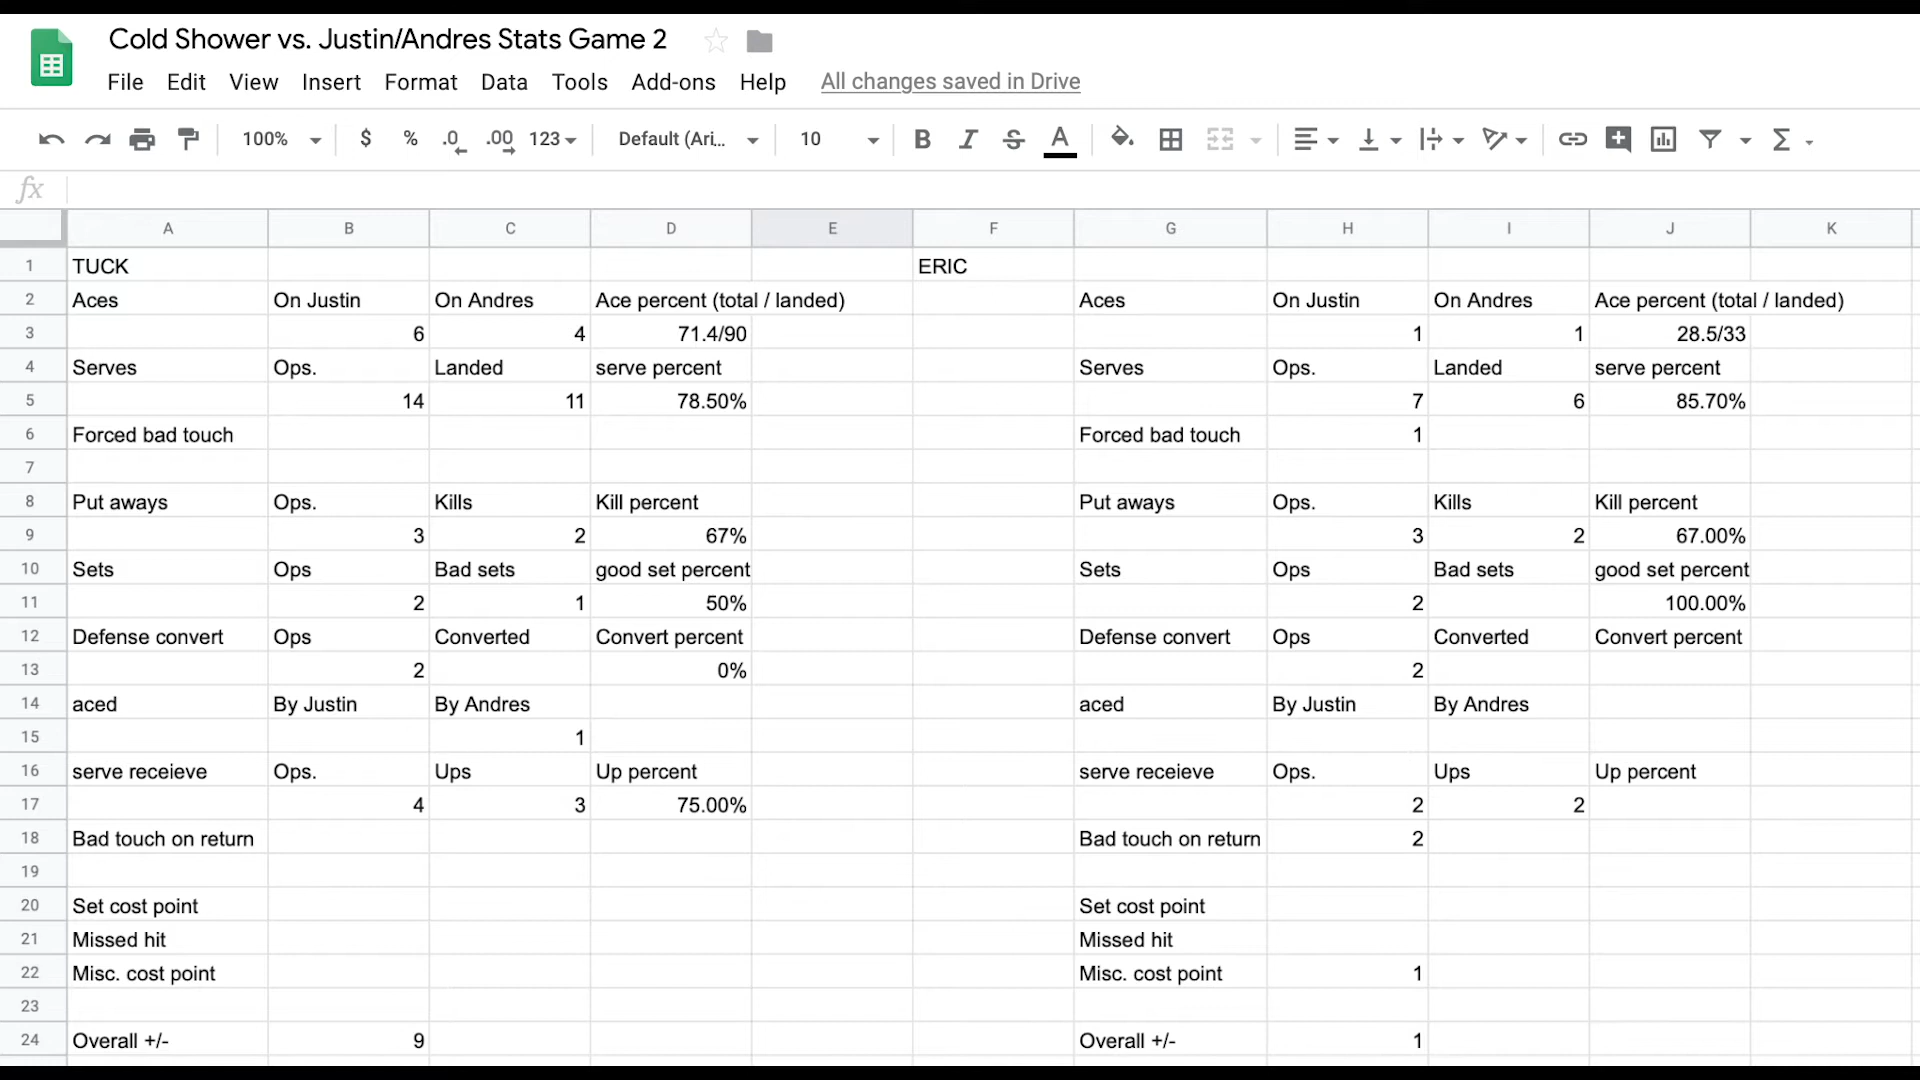 Cold Shower vs. Justin/Andres Stats Game 2
File Edit View Insert Format Data Tools Add-ons Help All changes saved in Drive
100% $ % .0 .00 123 Default (Ari... 10 B I S A
fx
A B C D E F G H I J K
1 TUCK ERIC
2 Aces On Justin On Andres Ace percent (total / landed) Aces On Justin On Andres Ace percent (total / landed)
3 6 4 71.4/90 1 1 28.5/33
4 Serves Ops. Landed serve percent Serves Ops. Landed serve percent
5 14 11 78.50% 7 6 85.70%
6 Forced bad touch Forced bad touch 1
7
8 Put aways Ops. Kills Kill percent Put aways Ops. Kills Kill percent
9 3 2 67% 3 2 67.00%
10 Sets Ops Bad sets good set percent Sets Ops Bad sets good set percent
11 2 1 50% 2 100.00%
12 Defense convert Ops Converted Convert percent Defense convert Ops Converted Convert percent
13 2 0% 2
14 aced By Justin By Andres aced By Justin By Andres
15 1
16 serve receieve Ops. Ups Up percent serve receieve Ops. Ups Up percent
17 4 3 75.00% 2 2
18 Bad touch on return Bad touch on return 2
19
20 Set cost point Set cost point
21 Missed hit Missed hit
22 Misc. cost point Misc. cost point 1
23
24 Overall +/- 9 Overall +/- 1